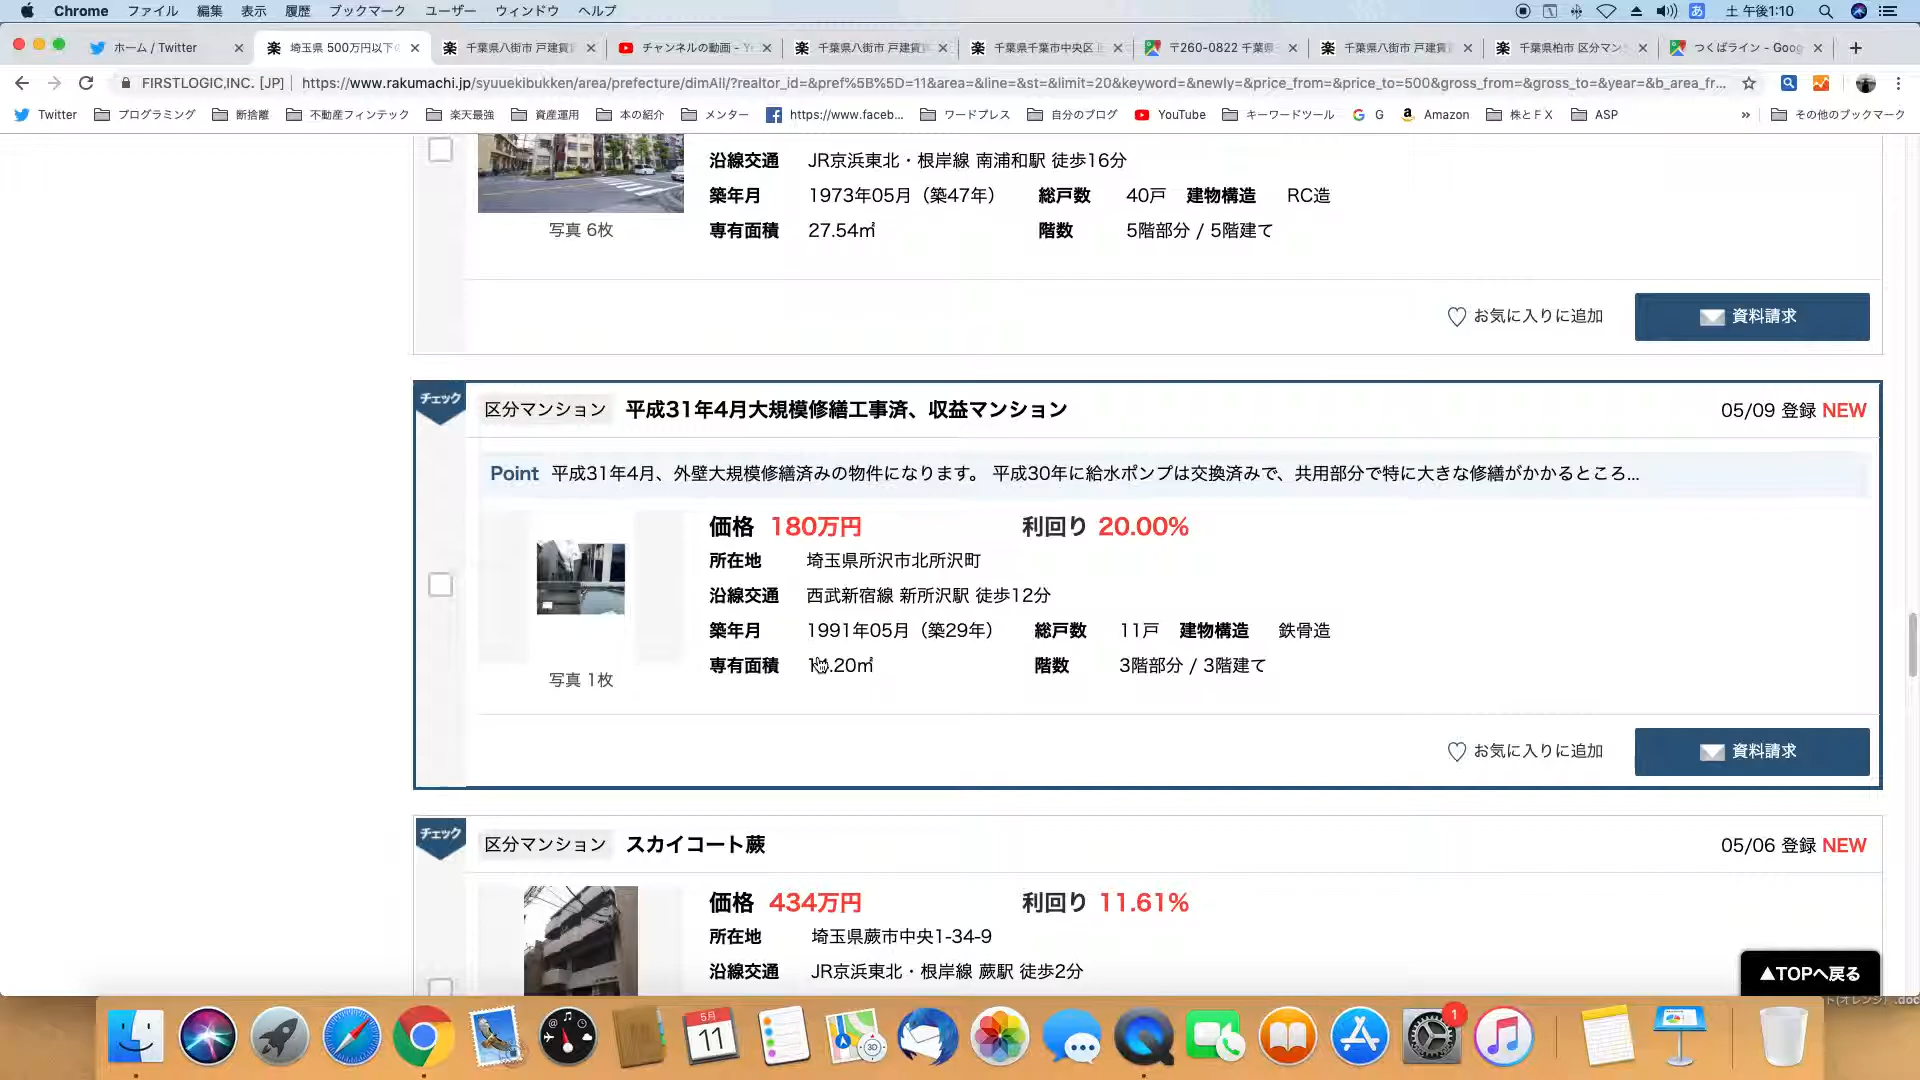 Chrome ファイル 編集 表示 履歴 ブックマーク ユーザー ウィンドウ ヘルプ
あ 土 午後1:10
ホーム / Twitter
埼玉県 500万円以下の
千葉県八街市 戸建賃貸
チャンネルの動画 - Y
千葉県八街市 戸建賃貸
千葉県千葉市中央区
〒260-0822 千葉県
千葉県八街市 戸建賃貸
千葉県柏市 区分マン
つくばライン - Goog
FIRSTLOGIC,INC. [JP] https://www.rakumachi.jp/syuuekibukken/area/prefecture/dimAll/?realtor_id=&pref%5B%5D=11&area=&line=&st=&limit=20&keyword=&newly=&price_from=&price_to=500&gross_from=&gross_to=&year=&b_area_fr...
Twitter プログラミング 断捨離 不動産フィンテック 楽天最強 資産運用 本の紹介 メンター https://www.faceb... ワードプレス 自分のブログ YouTube キーワードツール G Amazon 株とFX ASP » その他のブックマーク
沿線交通 JR京浜東北・根岸線 南浦和駅 徒歩16分
築年月 1973年05月（築47年） 総戸数 40戸 建物構造 RC造
専有面積 27.54㎡ 階数 5階部分 / 5階建て
写真 6枚
お気に入りに追加 資料請求
チェック 区分マンション 平成31年4月大規模修繕工事済、収益マンション 05/09 登録 NEW
Point 平成31年4月、外壁大規模修繕済みの物件になります。 平成30年に給水ポンプは交換済みで、共用部分で特に大きな修繕がかかるところ...
価格 180万円 利回り 20.00%
所在地 埼玉県所沢市北所沢町
沿線交通 西武新宿線 新所沢駅 徒歩12分
築年月 1991年05月（築29年） 総戸数 11戸 建物構造 鉄骨造
専有面積 .20㎡ 階数 3階部分 / 3階建て
写真 1枚
お気に入りに追加 資料請求
チェック 区分マンション スカイコート蕨 05/06 登録 NEW
価格 434万円 利回り 11.61%
所在地 埼玉県蕨市中央1-34-9
沿線交通 JR京浜東北・根岸線 蕨駅 徒歩2分
▲TOPへ戻る
ト(オレンジ) .doc
5月
11
3D
1